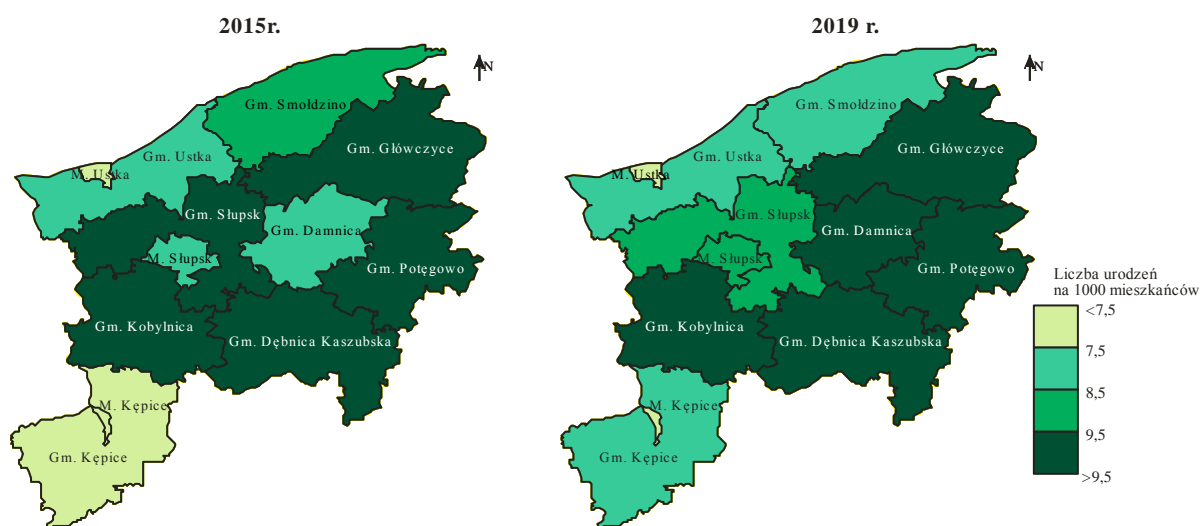 2015r.
N
Gm. Smołdzino
Gm. Główczyce
Gm. Ustka
M. Ustka
Gm. Słupsk
Gm. Damnica
M. Słupsk
Gm. Potęgowo
Gm. Kobylnica
Gm. Dębnica Kaszubska
M. Kępice
Gm. Kępice
2019 r.
N
Gm. Smołdzino
Gm. Główczyce
Gm. Ustka
M. Ustka
Gm. Słupsk
Gm. Damnica
M. Słupsk
Gm. Potęgowo
Gm. Kobylnica
Gm. Dębnica Kaszubska
M. Kępice
Gm. Kępice
Liczba urodzeń
na 1000 mieszkańców
<7,5
7,5
8,5
9,5
>9,5